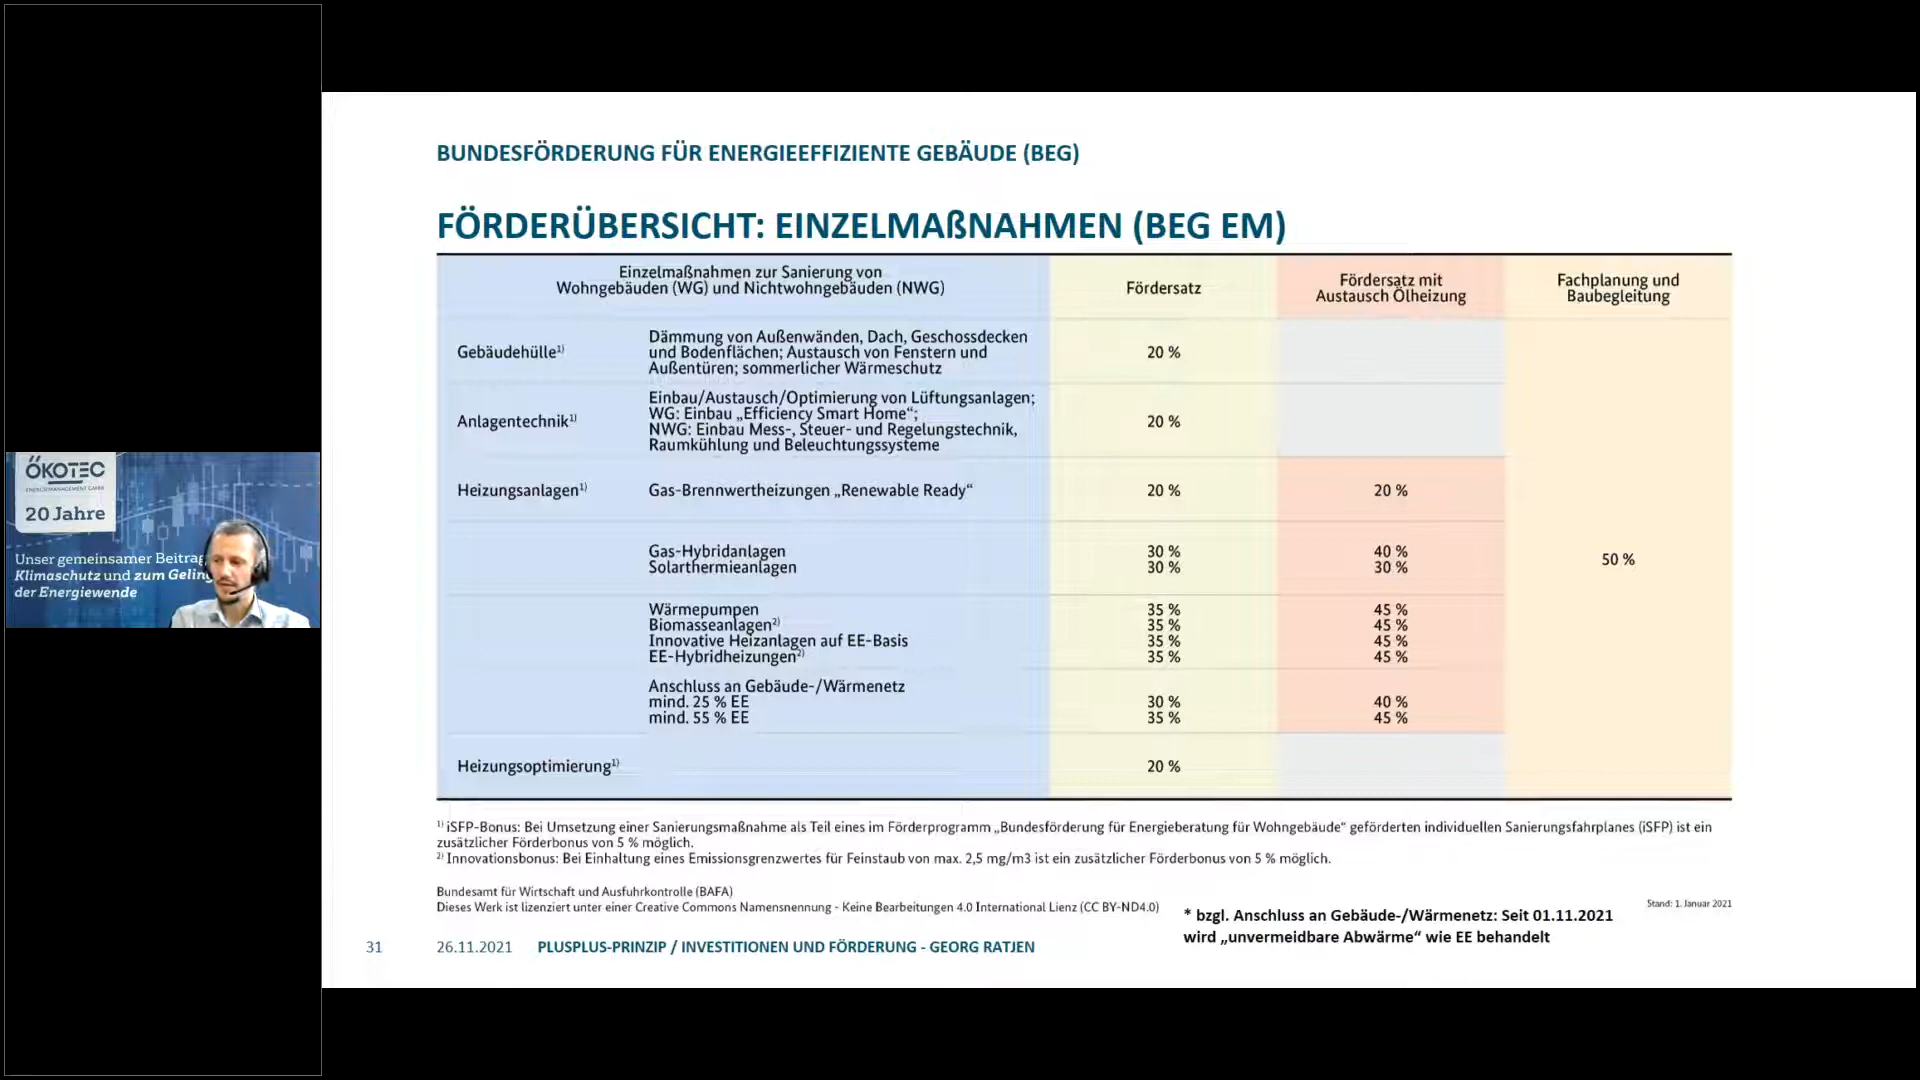 BUNDESFÖRDERUNG FÜR ENERGIEEFFIZIENTE GEBÄUDE (BEG)
FÖRDERÜBERSICHT: EINZELMAßNAHMEN (BEG EM)
Einzelmaßnahmen zur Sanierung von
Wohngebäuden (WG) und Nichtwohngebäuden (NWG)
Fördersatz
Fördersatz mit
Austausch Ölheizung
Fachplanung und
Baubegleitung
Gebäudehülle¹⁾
Dämmung von Außenwänden, Dach, Geschossdecken
und Bodenflächen; Austausch von Fenstern und
Außentüren; sommerlicher Wärmeschutz
20 %
Anlagentechnik¹⁾
Einbau/Austausch/Optimierung von Lüftungsanlagen;
WG: Einbau „Efficiency Smart Home“;
NWG: Einbau Mess-, Steuer- und Regelungstechnik,
Raumkühlung und Beleuchtungssysteme
20 %
Heizungsanlagen¹⁾ Gas-Brennwertheizungen „Renewable Ready“ 20 % 20 %
Gas-Hybridanlagen 30 % 40 %
Solarthermieanlagen 30 % 30 %
50 %
Wärmepumpen 35 % 45 %
Biomasseanlagen²⁾ 35 % 45 %
Innovative Heizanlagen auf EE-Basis 35 % 45 %
EE-Hybridheizungen²⁾ 35 % 45 %
Anschluss an Gebäude-/Wärmenetz
mind. 25 % EE 30 % 40 %
mind. 55 % EE 35 % 45 %
Heizungsoptimierung¹⁾ 20 %
¹⁾ iSFP-Bonus: Bei Umsetzung einer Sanierungsmaßnahme als Teil eines im Förderprogramm „Bundesförderung für Energieberatung für Wohngebäude“ geförderten individuellen Sanierungsfahrplanes (iSFP) ist ein
zusätzlicher Förderbonus von 5 % möglich.
²⁾ Innovationsbonus: Bei Einhaltung eines Emissionsgrenzwertes für Feinstaub von max. 2,5 mg/m3 ist ein zusätzlicher Förderbonus von 5 % möglich.
Bundesamt für Wirtschaft und Ausfuhrkontrolle (BAFA)
Dieses Werk ist lizenziert unter einer Creative Commons Namensnennung - Keine Bearbeitungen 4.0 International Lienz (CC BY-ND4.0)
Stand: 1. Januar 2021
* bzgl. Anschluss an Gebäude-/Wärmenetz: Seit 01.11.2021
wird „unvermeidbare Abwärme“ wie EE behandelt
31 26.11.2021 PLUSPLUS-PRINZIP / INVESTITIONEN UND FÖRDERUNG - GEORG RATJEN
ÖKOTEC
ENERGIEMANAGEMENT GMBH
20 Jahre
Unser gemeinsamer Beitrag
Klimaschutz und zum Geling
der Energiewende